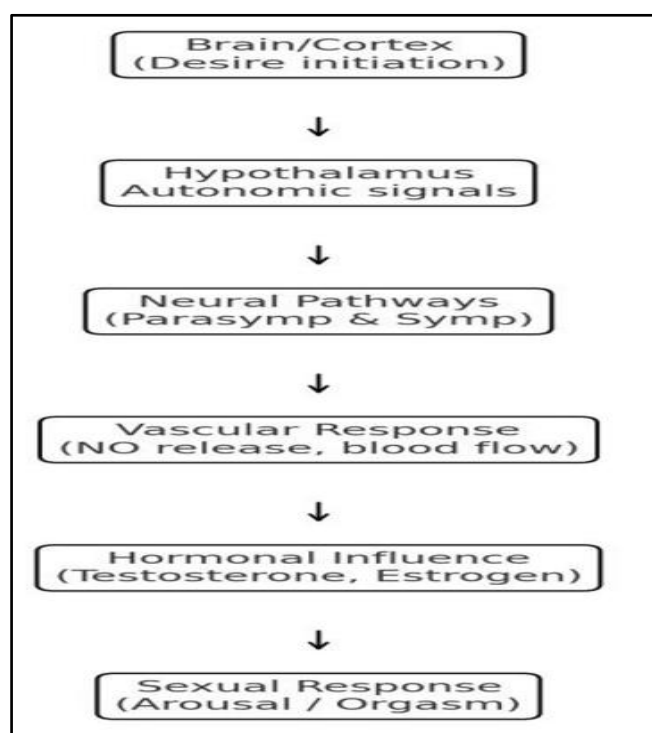 Brain/Cortex
(Desire initiation)
↓
Hypothalamus
Autonomic signals
↓
Neural Pathways
(Parasymp & Symp)
↓
Vascular Response
(NO release, blood flow)
↓
Hormonal Influence
(Testosterone, Estrogen)
↓
Sexual Response
(Arousal / Orgasm)